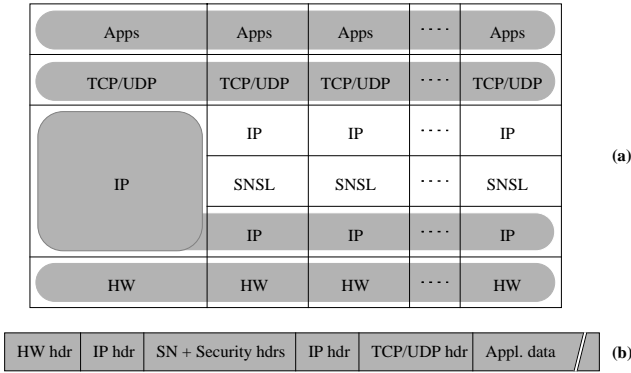 Apps Apps Apps .... Apps
TCP/UDP TCP/UDP TCP/UDP .... TCP/UDP
IP IP .... IP
IP SNSL SNSL .... SNSL
(a)
IP IP .... IP
HW HW HW .... HW
HW hdr IP hdr SN + Security hdrs IP hdr TCP/UDP hdr Appl. data (b)